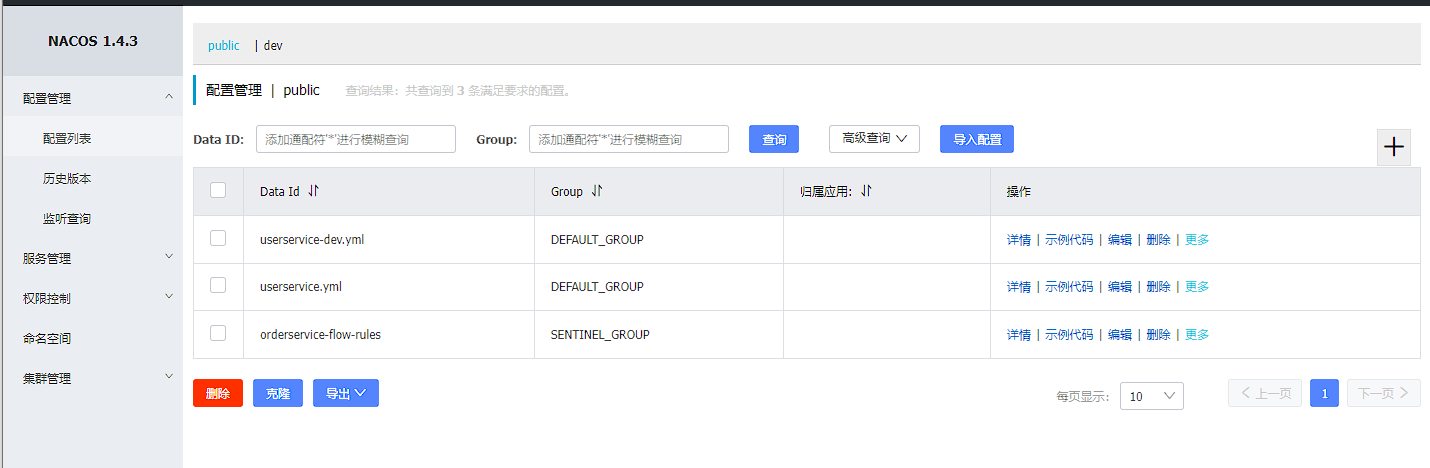 NACOS 1.4.3
配置管理
配置列表
历史版本
监听查询
服务管理
权限控制
命名空间
集群管理
public | dev
配置管理 | public 查询结果：共查询到 3 条满足要求的配置。
Data ID: 添加通配符'*'进行模糊查询 Group: 添加通配符'*'进行模糊查询 查询 高级查询 导入配置
Data Id Group 归属应用: 操作
userservice-dev.yml DEFAULT_GROUP 详情 | 示例代码 | 编辑 | 删除 | 更多
userservice.yml DEFAULT_GROUP 详情 | 示例代码 | 编辑 | 删除 | 更多
orderservice-flow-rules SENTINEL_GROUP 详情 | 示例代码 | 编辑 | 删除 | 更多
删除 克隆 导出 每页显示: 10 上一页 1 下一页